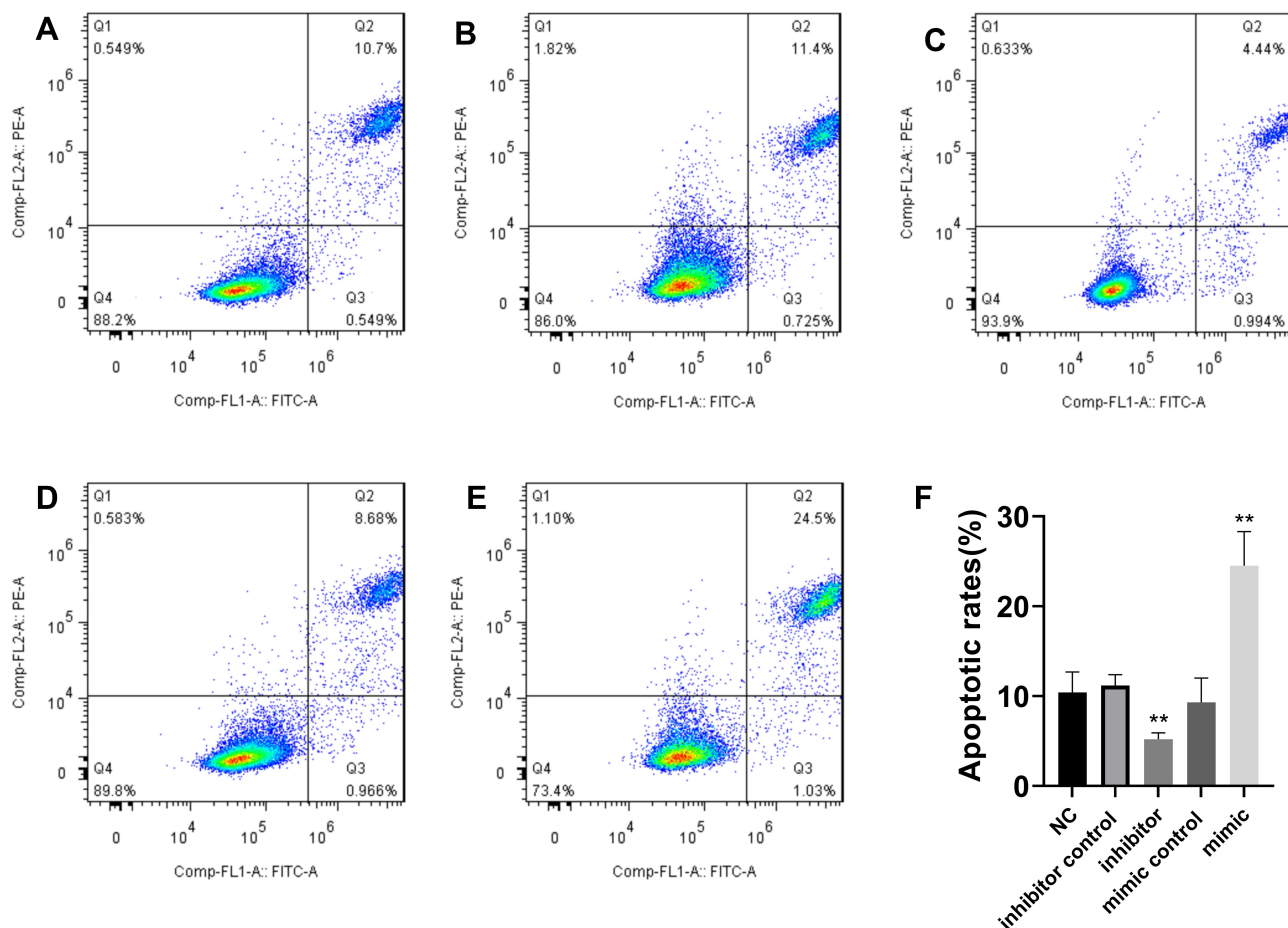 A
Q1
0.549%
Q2
10.7%
10^6
10^5
10^4
0
Comp-FL2-A:: PE-A
Q4
88.2%
Q3
0.549%
0 10^4 10^5 10^6
Comp-FL1-A:: FITC-A
B
Q1
1.82%
Q2
11.4%
10^6
10^5
10^4
0
Comp-FL2-A:: PE-A
Q4
86.0%
Q3
0.725%
0 10^4 10^5 10^6
Comp-FL1-A:: FITC-A
C
Q1
0.633%
Q2
4.44%
10^6
10^5
10^4
0
Comp-FL2-A:: PE-A
Q4
93.9%
Q3
0.994%
0 10^4 10^5 10^6
Comp-FL1-A:: FITC-A
D
Q1
0.583%
Q2
8.68%
10^6
10^5
10^4
0
Comp-FL2-A:: PE-A
Q4
89.8%
Q3
0.966%
0 10^4 10^5 10^6
Comp-FL1-A:: FITC-A
E
Q1
1.10%
Q2
24.5%
10^6
10^5
10^4
0
Comp-FL2-A:: PE-A
Q4
73.4%
Q3
1.03%
0 10^4 10^5 10^6
Comp-FL1-A:: FITC-A
F
Apoptotic rates(%)
30
20
10
0
**
**
NC
inhibitor control
inhibitor
mimic control
mimic